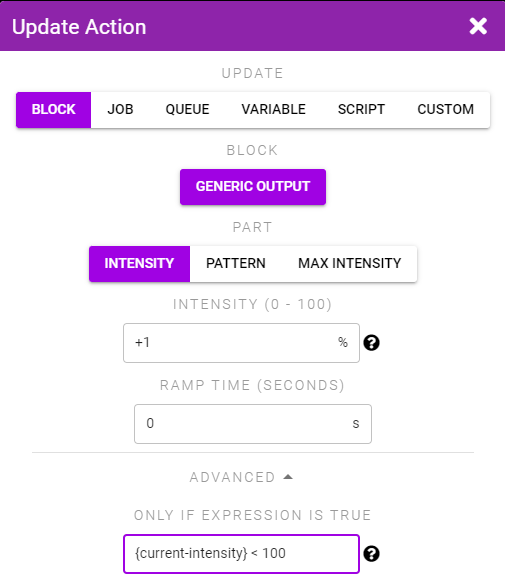 Update Action
UPDATE
BLOCK JOB QUEUE VARIABLE SCRIPT CUSTOM
BLOCK
GENERIC OUTPUT
PART
INTENSITY PATTERN MAX INTENSITY
INTENSITY (0 - 100)
+1 %
RAMP TIME (SECONDS)
0 s
ADVANCED
ONLY IF EXPRESSION IS TRUE
{current-intensity} < 100